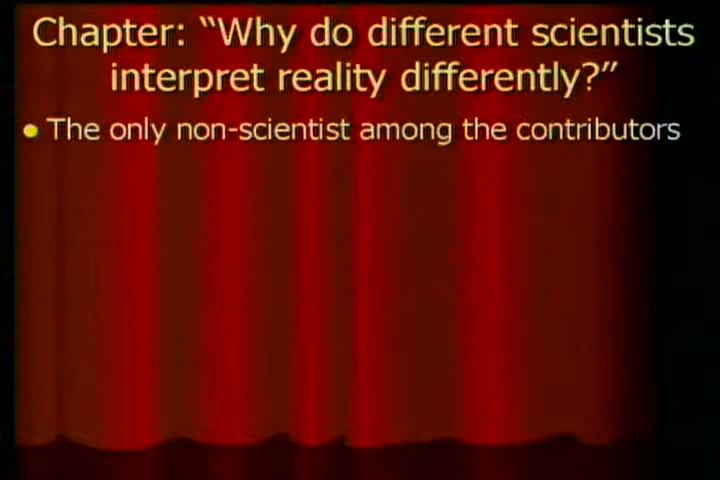 Chapter: “Why do different scientists
interpret reality differently?”
The only non-scientist among the contributors